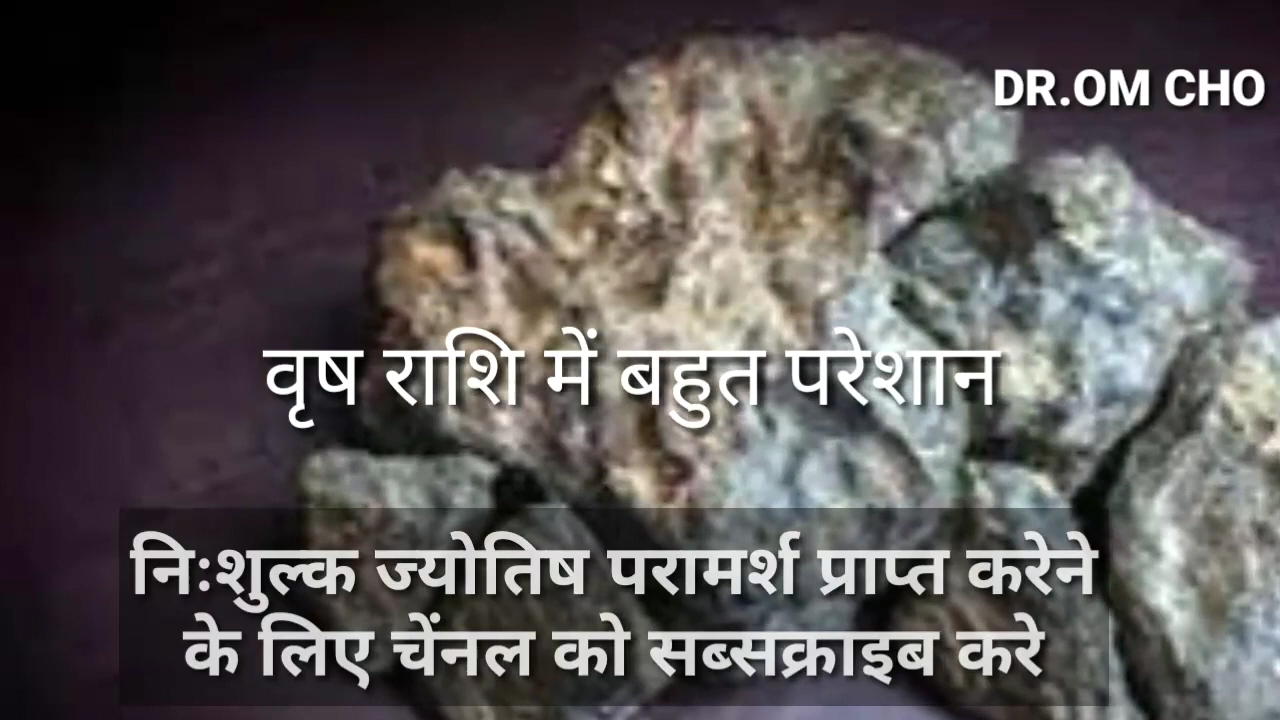 DR.OM CHO
वृष राशि में बहुत परेशान
निःशुल्क ज्योतिष परामर्श प्राप्त करेने
के लिए चेंनल को सब्सक्राइब करे